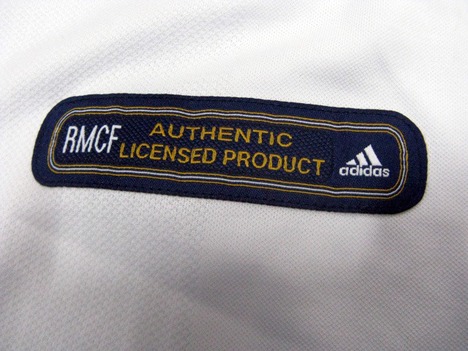 RMCF
AUTHENTIC
LICENSED PRODUCT
adidas